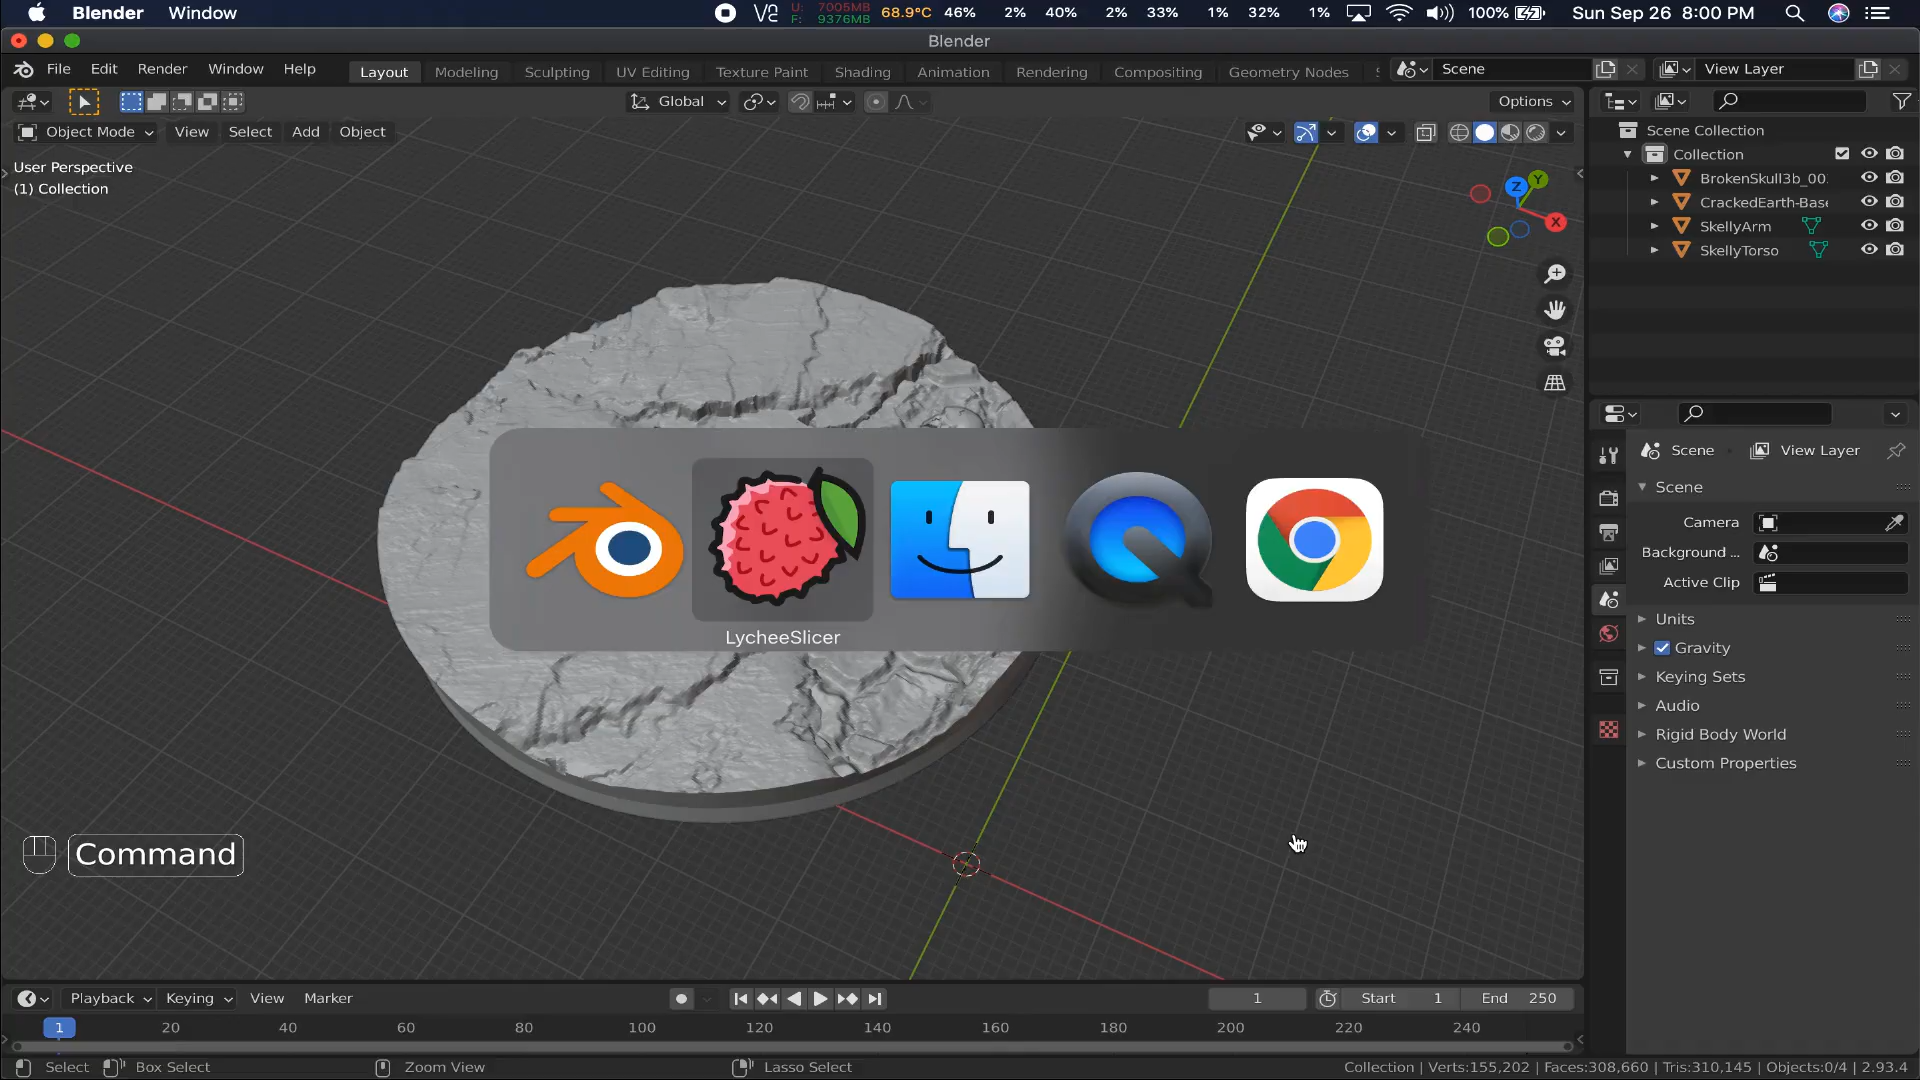 Blender Window
U: 7005MB
F: 9376MB
68.9°C 46% 2% 40% 2% 33% 1% 32% 1% 100% Sun Sep 26 8:00 PM
Blender
File Edit Render Window Help Layout Modeling Sculpting UV Editing Texture Paint Shading Animation Rendering Compositing Geometry Nodes Scene View Layer
Global Options
Object Mode View Select Add Object
Scene Collection
Collection
User Perspective
(1) Collection
BrokenSkull3b_00
CrackedEarth-Base
SkellyArm
SkellyTorso
Z Y X
Scene View Layer
Scene
Camera
Background ...
Active Clip
Units
Gravity
Keying Sets
Audio
Rigid Body World
Custom Properties
LycheeSlicer
Command
Playback Keying View Marker 1 Start 1 End 250
1 20 40 60 80 100 120 140 160 180 200 220 240
Select Box Select Zoom View Lasso Select Collection | Verts:155,202 | Faces:308,660 | Tris:310,145 | Objects:0/4 | 2.93.4